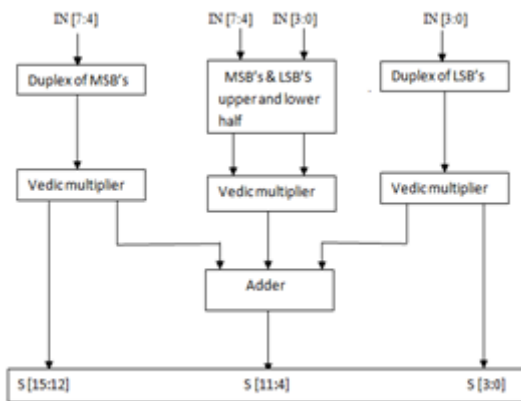 IN [7:4]
IN [7:4]
IN [3:0]
IN [3:0]
Duplex of MSB's
MSB's & LSB'S
upper and lower
half
Duplex of LSB's
Vedic multiplier
Vedic multiplier
Vedic multiplier
Adder
S [15:12]
S [11:4]
S [3:0]